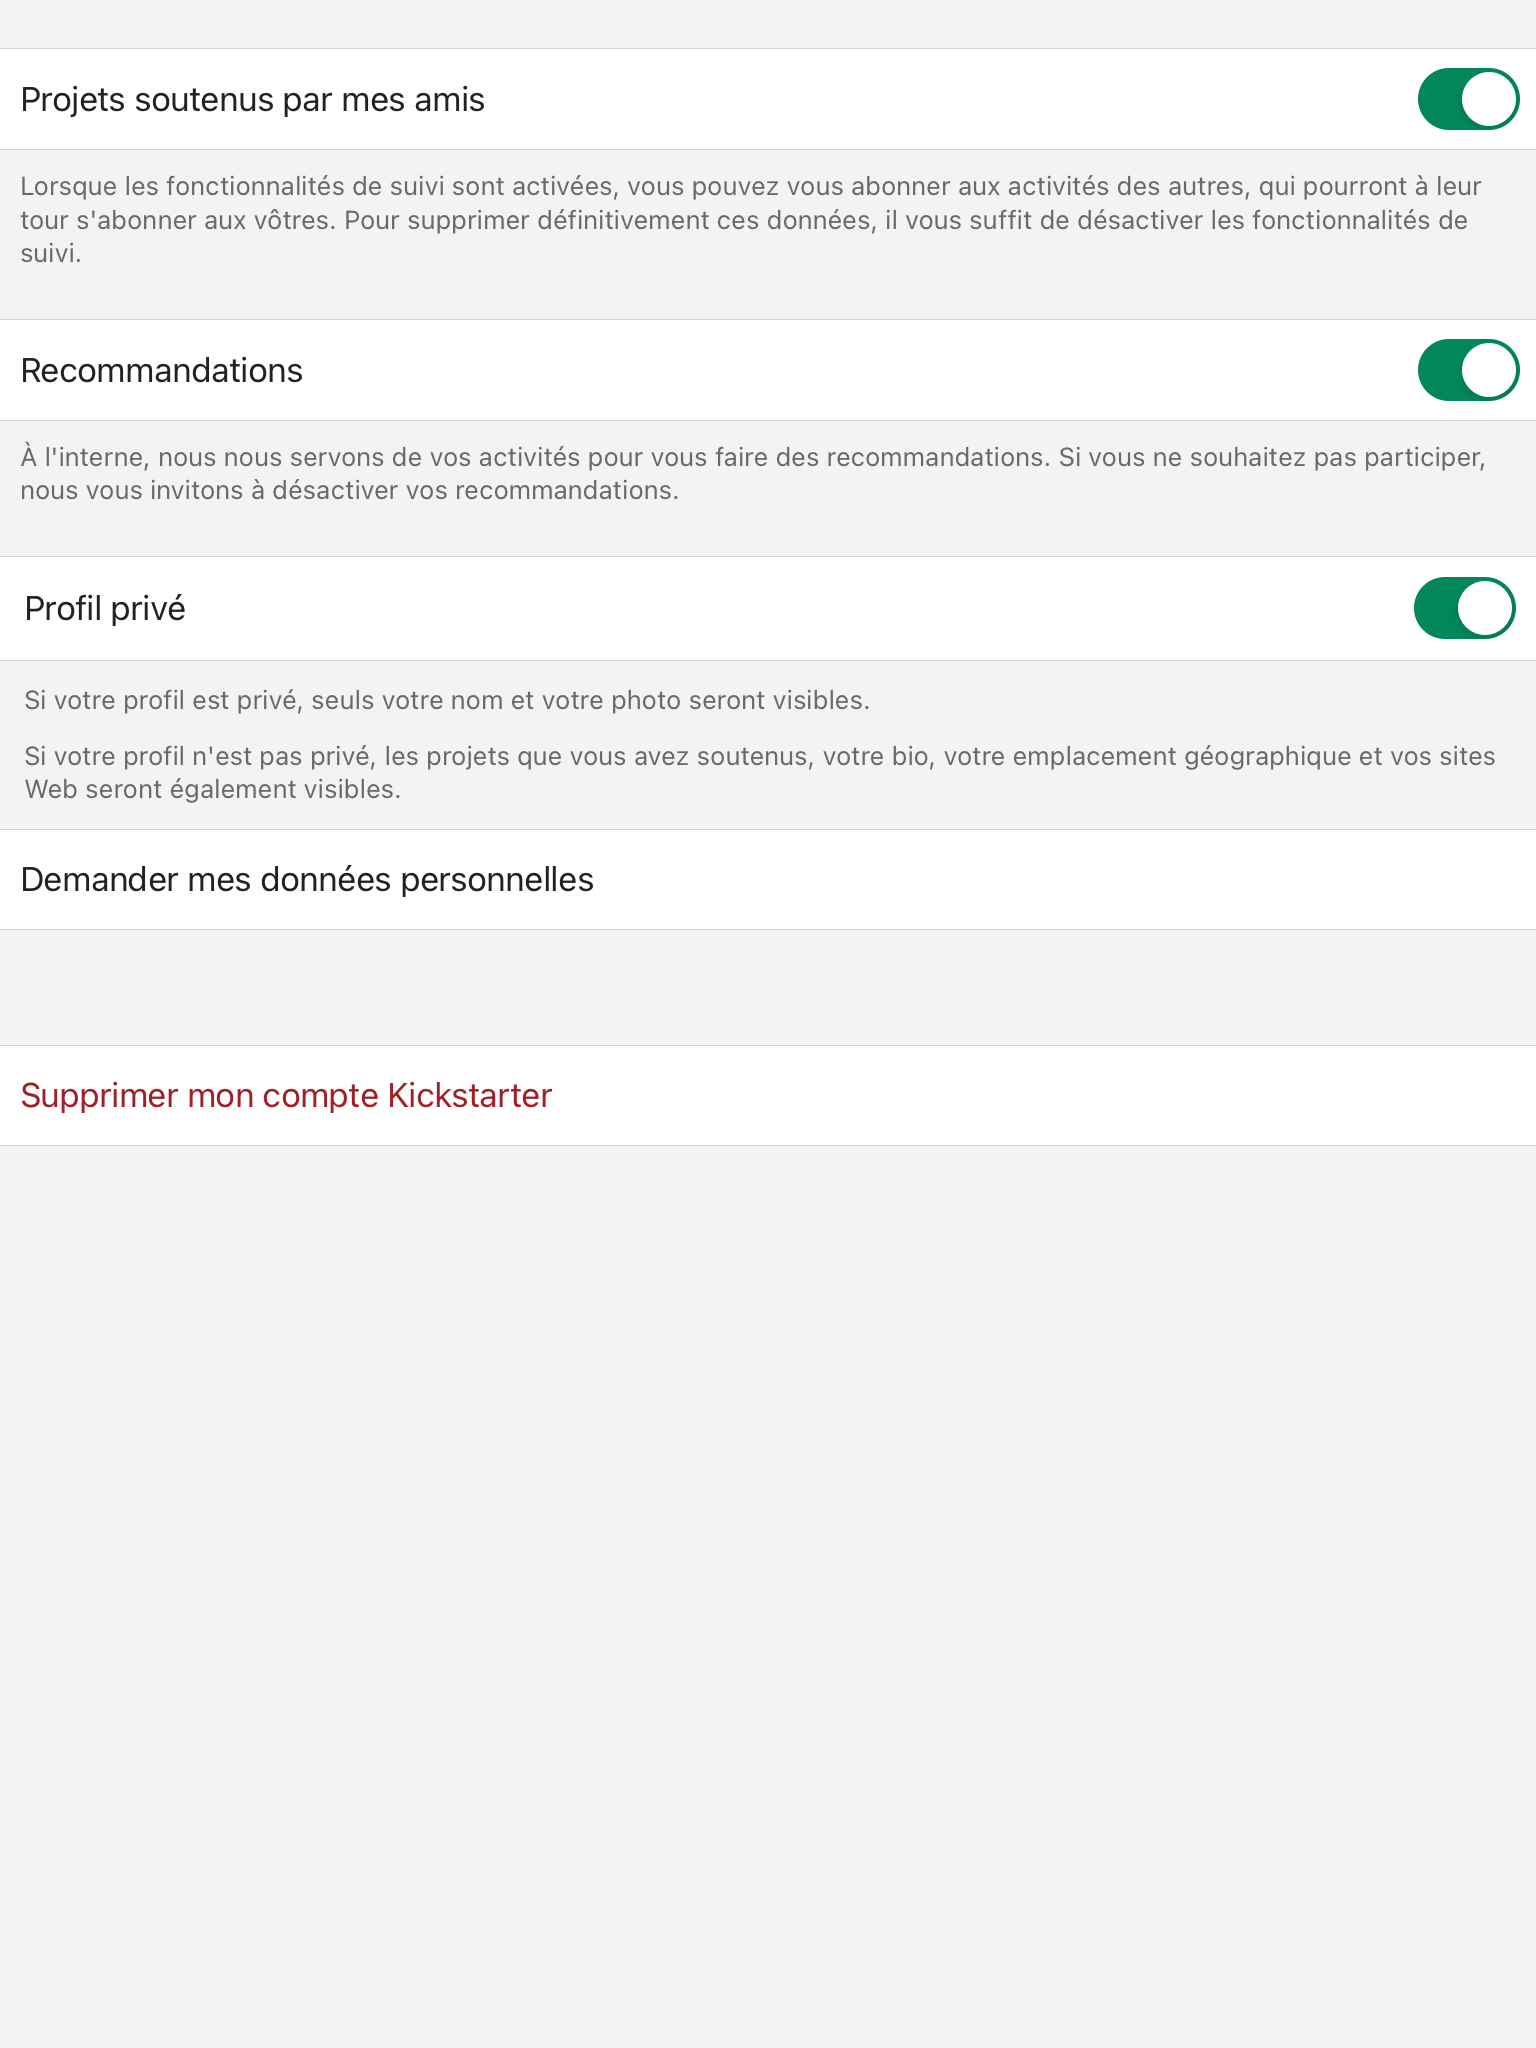 Projets soutenus par mes amis
Lorsque les fonctionnalités de suivi sont activées, vous pouvez vous abonner aux activités des autres, qui pourront à leur
tour s'abonner aux vôtres. Pour supprimer définitivement ces données, il vous suffit de désactiver les fonctionnalités de
suivi.
Recommandations
À l'interne, nous nous servons de vos activités pour vous faire des recommandations. Si vous ne souhaitez pas participer,
nous vous invitons à désactiver vos recommandations.
Profil privé
Si votre profil est privé, seuls votre nom et votre photo seront visibles.
Si votre profil n'est pas privé, les projets que vous avez soutenus, votre bio, votre emplacement géographique et vos sites
Web seront également visibles.
Demander mes données personnelles
Supprimer mon compte Kickstarter